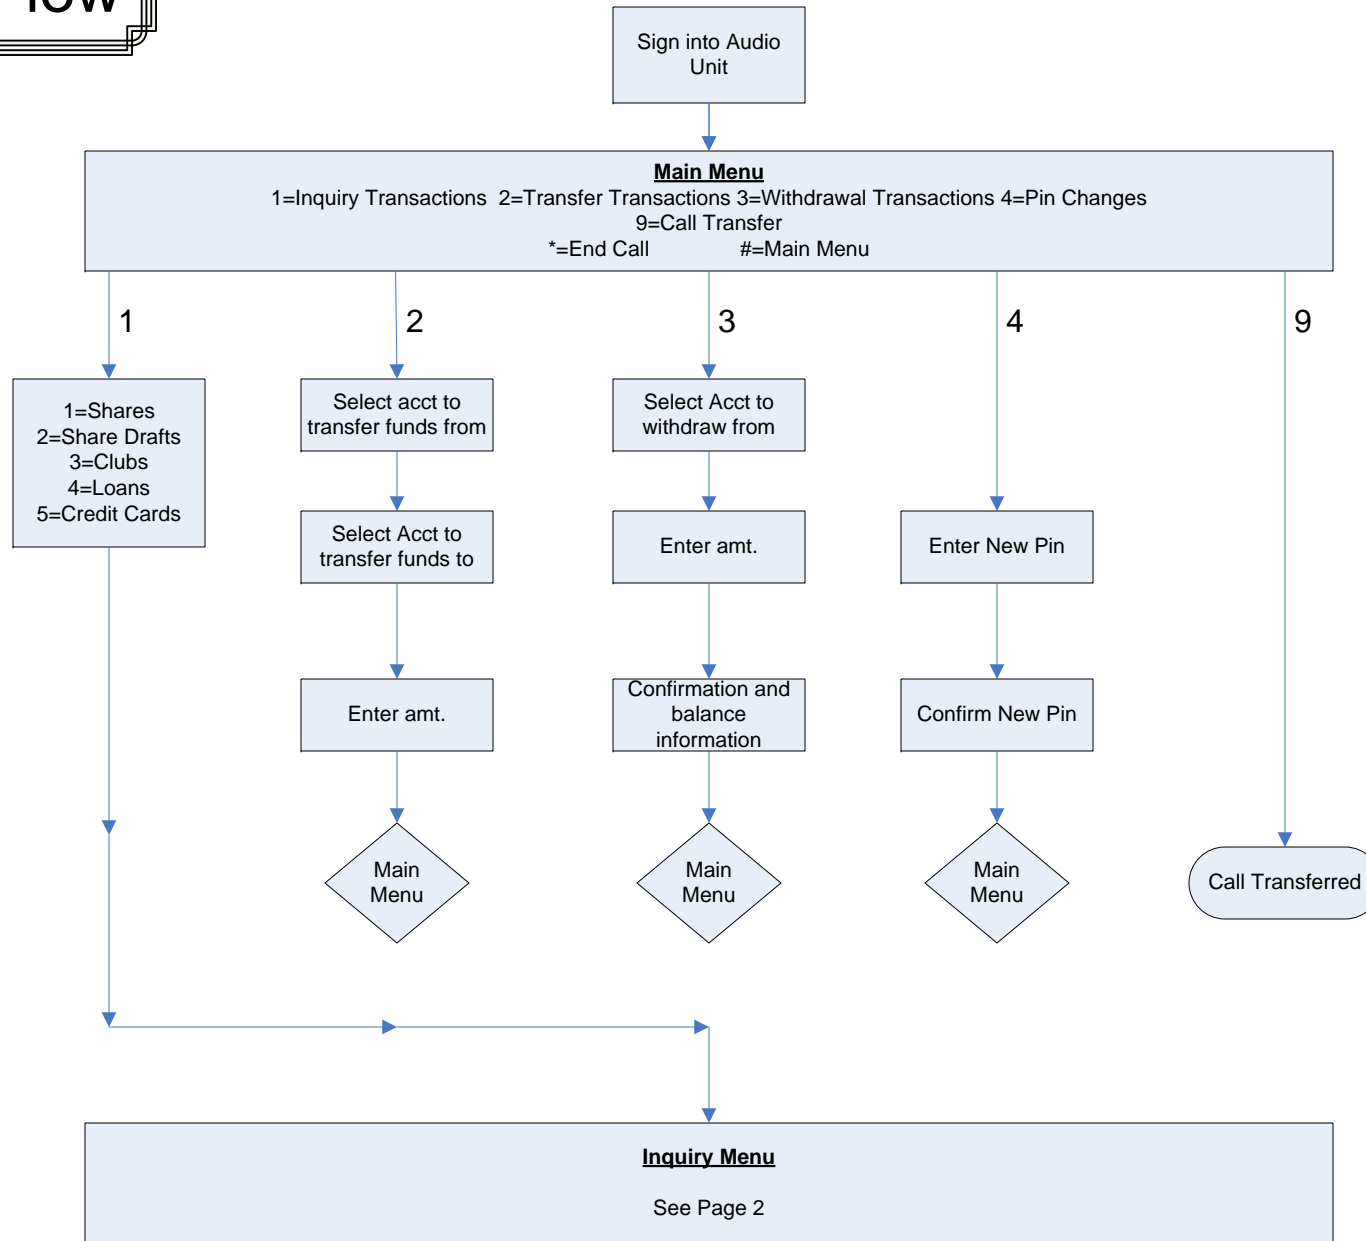 Sign into Audio
Unit
Main Menu
1=Inquiry Transactions  2=Transfer Transactions 3=Withdrawal Transactions 4=Pin Changes
9=Call Transfer
*=End Call #=Main Menu
1
2
3
4
9
1=Shares
2=Share Drafts
3=Clubs
4=Loans
5=Credit Cards
Select acct to
transfer funds from
Select Acct to
withdraw from
Select Acct to
transfer funds to
Enter amt.
Enter New Pin
Enter amt.
Confirmation and
balance
information
Confirm New Pin
Main
Menu
Main
Menu
Main
Menu
Call Transferred
Inquiry Menu
See Page 2